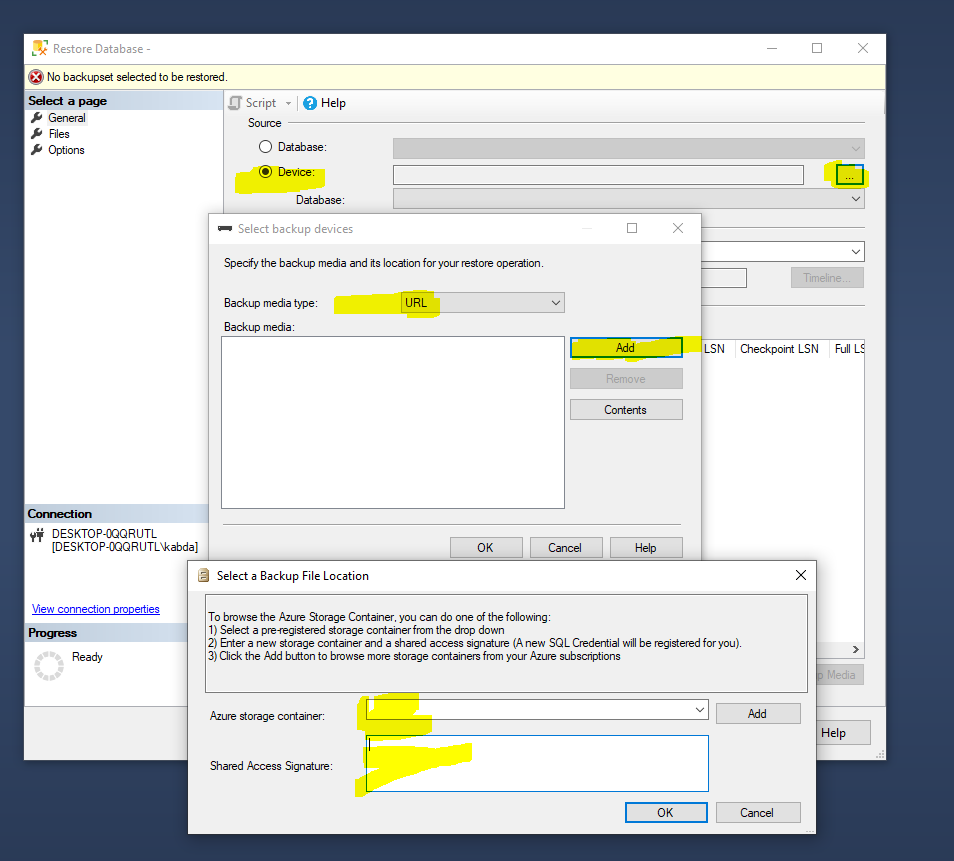 Restore Database -
No backupset selected to be restored.
Select a page
General
Files
Options
Script
Help
Source
Database:
Device:
...
Database:
Select backup devices
Specify the backup media and its location for your restore operation.
Timeline...
Backup media type:
URL
Backup media:
Add
LSN
Checkpoint LSN
Full LS
Remove
Contents
Connection
DESKTOP-0QQRUTL
[DESKTOP-0QQRUTL\kabda]
OK
Cancel
Help
View connection properties
Progress
Ready
Select a Backup File Location
To browse the Azure Storage Container, you can do one of the following:
1) Select a pre-registered storage container from the drop down
2) Enter a new storage container and a shared access signature (A new SQL Credential will be registered for you).
3) Click the Add button to browse more storage containers from your Azure subscriptions
Media
Azure storage container:
Add
Help
Shared Access Signature:
OK
Cancel